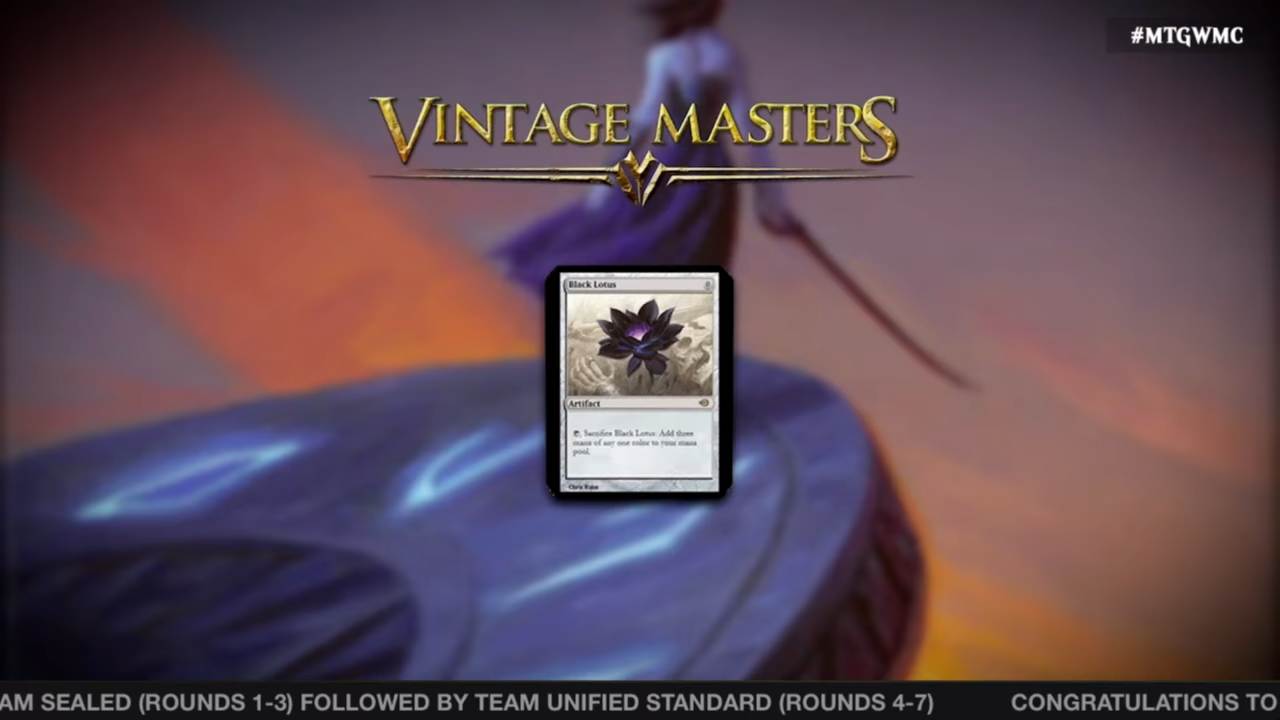 #MTGWMC
VINTAGE MASTERS
Black Lotus 0
Artifact
, Sacrifice Black Lotus: Add three
mana of any one color to your mana
pool.
Chris Rahn
AM SEALED (ROUNDS 1-3) FOLLOWED BY TEAM UNIFIED STANDARD (ROUNDS 4-7) CONGRATULATIONS TO